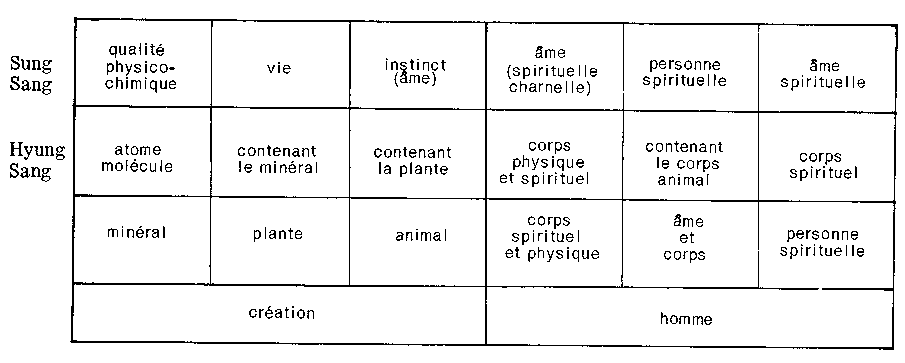 Sung
Sang
qualité
physico-
chimique
vie
instinct
(âme)
âme
(spirituelle
charnelle)
personne
spirituelle
âme
spirituelle
Hyung
Sang
atome
molécule
contenant
le minéral
contenant
la plante
corps
physique
et spirituel
contenant
le corps
animal
corps
spirituel
minéral
plante
animal
corps
spirituel
et physique
âme
et
corps
personne
spirituelle
création
homme